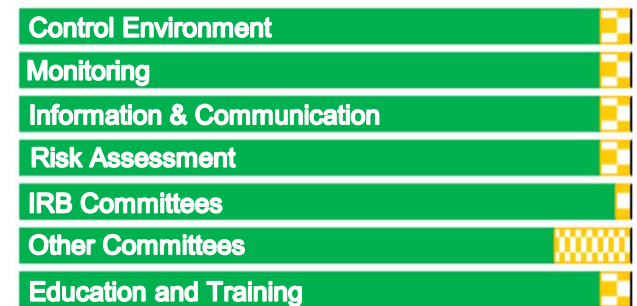 Control Environment
Monitoring
Information & Communication
Risk Assessment
IRB Committees
Other Committees
Education and Training